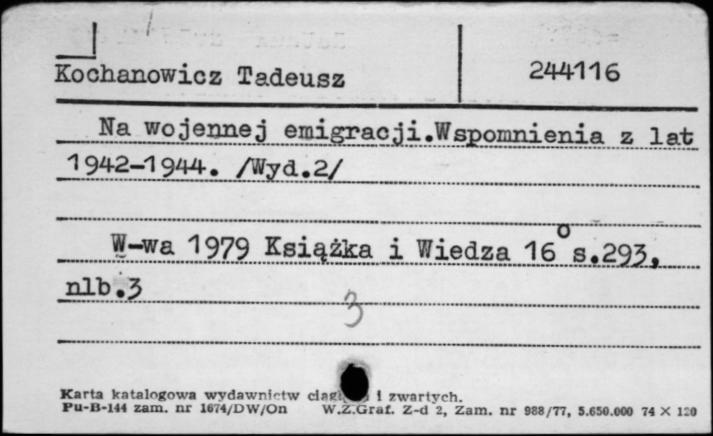 Kochanowicz Tadeusz 244116
Na wojennej emigracji.Wspomnienia z lat
1942-1944. /Wyd.2/
W-wa 1979 Książka i Wiedza 16° s.293,
nlb.3
3
Karta katalogowa wydawnictw i zwartych.
Pu-B-144 zam. nr 1674/DW/On W.Z.Graf. Z-d 2, Zam. nr 988/77, 5.650.000 74 X 120